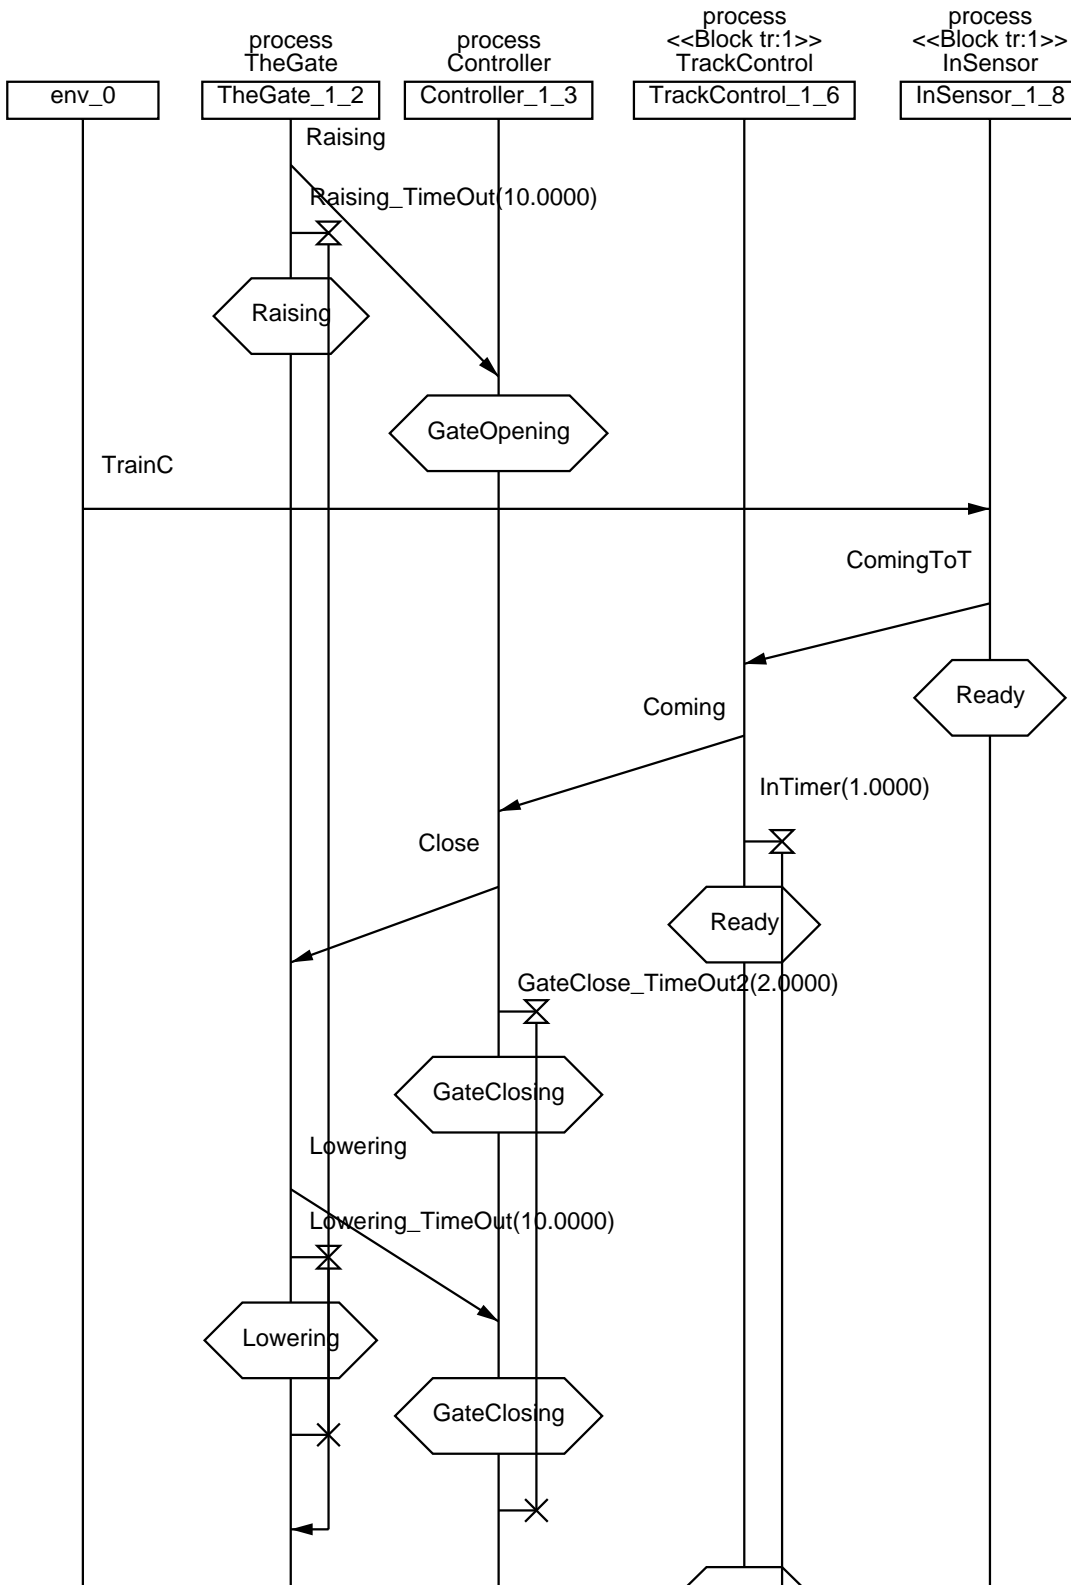 process
<<Block tr:1>>
TrackControl
process
<<Block tr:1>>
InSensor
process
TheGate
process
Controller
env_0
TheGate_1_2
Controller_1_3
TrackControl_1_6
InSensor_1_8
Raising
Raising_TimeOut(10.0000)
Raising
GateOpening
TrainC
ComingToT
Ready
Coming
InTimer(1.0000)
Close
Ready
GateClose_TimeOut2(2.0000)
GateClosing
Lowering
Lowering_TimeOut(10.0000)
Lowering
GateClosing